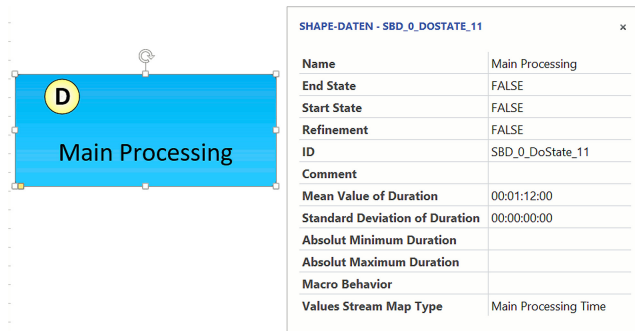 D
Main Processing
SHAPE-DATEN - SBD_0_DOSTATE_11 ×
Name Main Processing
End State FALSE
Start State FALSE
Refinement FALSE
ID SBD_0_DoState_11
Comment
Mean Value of Duration 00:01:12:00
Standard Deviation of Duration 00:00:00:00
Absolut Minimum Duration
Absolut Maximum Duration
Macro Behavior
Values Stream Map Type Main Processing Time